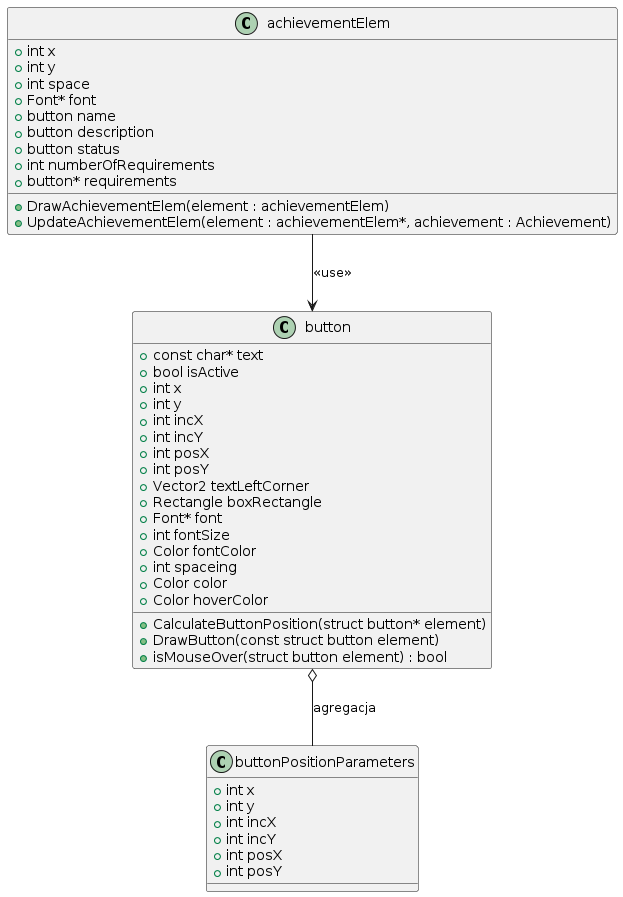 C achievementElem
int x
int y
int space
Font* font
button name
button description
button status
int numberOfRequirements
button* requirements
DrawAchievementElem(element : achievementElem)
UpdateAchievementElem(element : achievementElem*, achievement : Achievement)
«use»
C button
const char* text
bool isActive
int x
int y
int incX
int incY
int posX
int posY
Vector2 textLeftCorner
Rectangle boxRectangle
Font* font
int fontSize
Color fontColor
int spaceing
Color color
Color hoverColor
CalculateButtonPosition(struct button* element)
DrawButton(const struct button element)
isMouseOver(struct button element) : bool
agregacja
C buttonPositionParameters
int x
int y
int incX
int incY
int posX
int posY